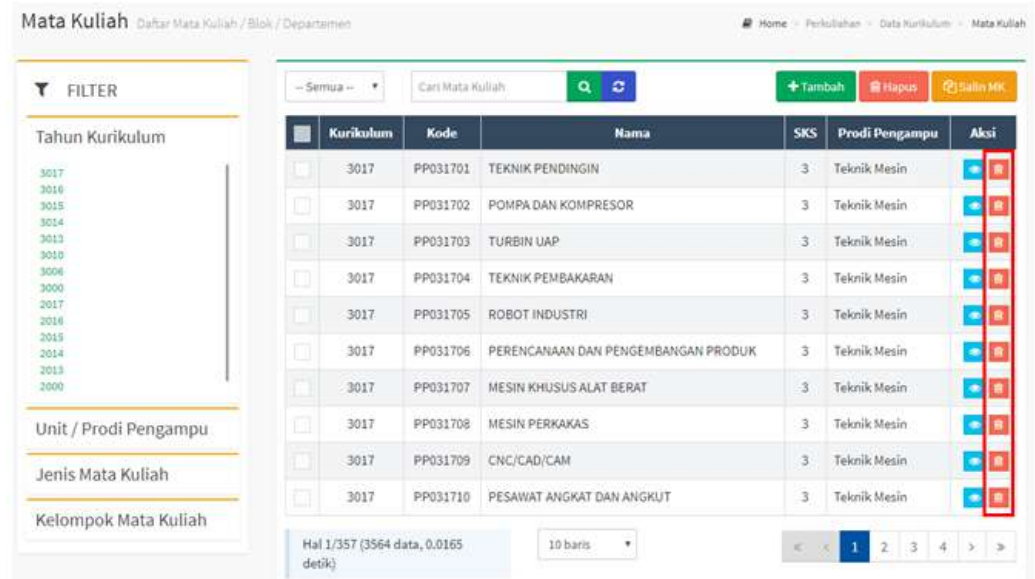 Mata Kuliah Daftar Mata Kuliah / Blok / Departemen
Home Perkuliahan Data Kurikulum Mata Kuliah
FILTER
Tahun Kurikulum
3017
3016
3015
3014
3013
3010
3006
3000
2017
2016
2015
2014
2013
2000
Unit / Prodi Pengampu
Jenis Mata Kuliah
Kelompok Mata Kuliah
-- Semua -- Cari Mata Kuliah + Tambah Hapus Salin MK
Kurikulum Kode Nama SKS Prodi Pengampu Aksi
3017 PP031701 TEKNIK PENDINGIN 3 Teknik Mesin
3017 PP031702 POMPA DAN KOMPRESOR 3 Teknik Mesin
3017 PP031703 TURBIN UAP 3 Teknik Mesin
3017 PP031704 TEKNIK PEMBAKARAN 3 Teknik Mesin
3017 PP031705 ROBOT INDUSTRI 3 Teknik Mesin
3017 PP031706 PERENCANAAN DAN PENGEMBANGAN PRODUK 3 Teknik Mesin
3017 PP031707 MESIN KHUSUS ALAT BERAT 3 Teknik Mesin
3017 PP031708 MESIN PERKAKAS 3 Teknik Mesin
3017 PP031709 CNC/CAD/CAM 3 Teknik Mesin
3017 PP031710 PESAWAT ANGKAT DAN ANGKUT 3 Teknik Mesin
Hal 1/357 (3564 data, 0.0165
detik)
10 baris
« ‹ 1 2 3 4 › »